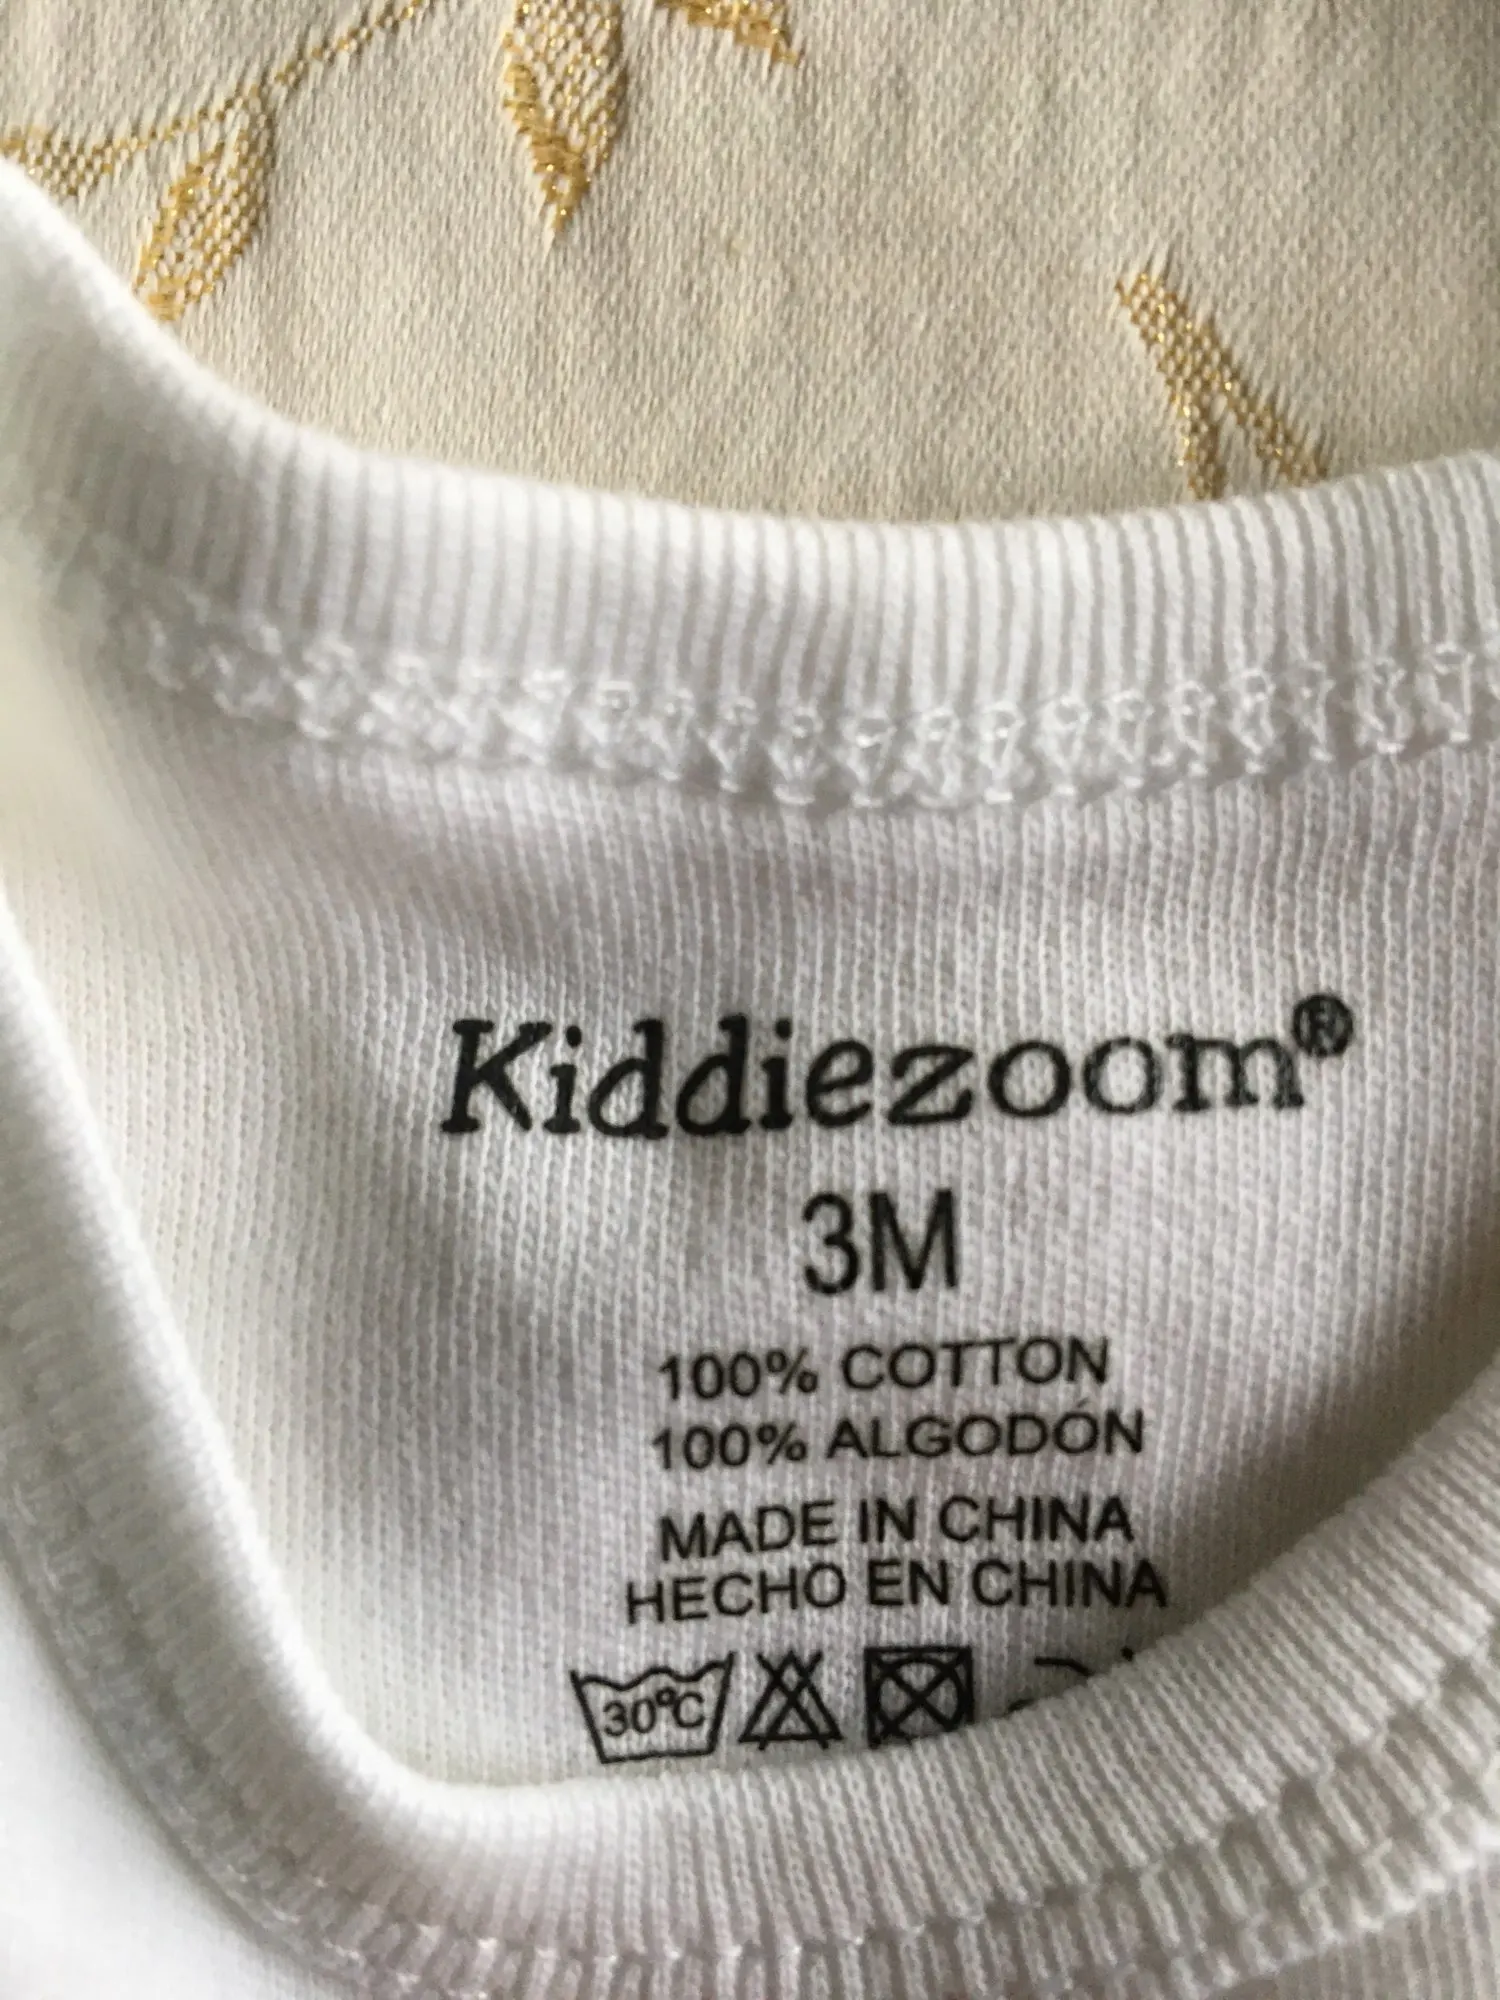 Kiddiezoom®
3M
100% COTTON
100% ALGODÓN
MADE IN CHINA
HECHO EN CHINA
30°C